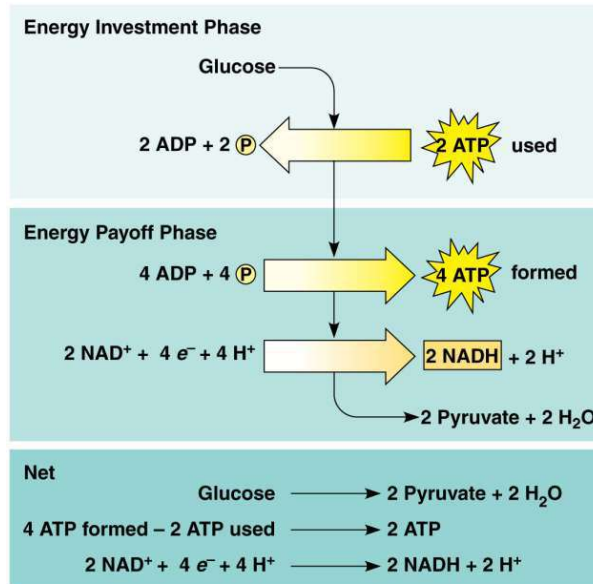 Energy Investment Phase
Glucose
2 ADP + 2 P
2 ATP used
Energy Payoff Phase
4 ADP + 4 P
4 ATP formed
2 NAD⁺ + 4 e⁻ + 4 H⁺
2 NADH + 2 H⁺
2 Pyruvate + 2 H₂O
Net
Glucose → 2 Pyruvate + 2 H₂O
4 ATP formed – 2 ATP used → 2 ATP
2 NAD⁺ + 4 e⁻ + 4 H⁺ → 2 NADH + 2 H⁺